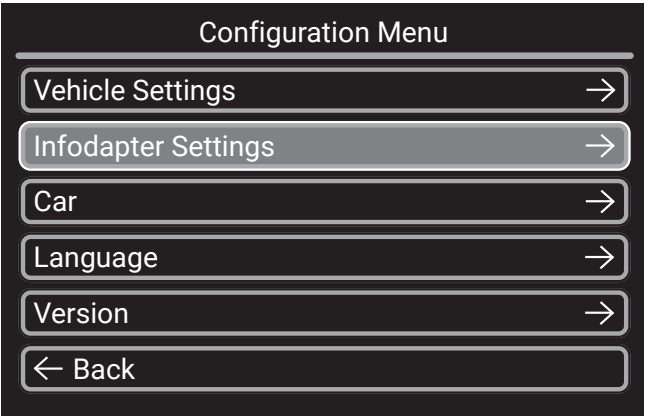 Configuration Menu
Vehicle Settings
Infodapter Settings
Car
Language
Version
Back